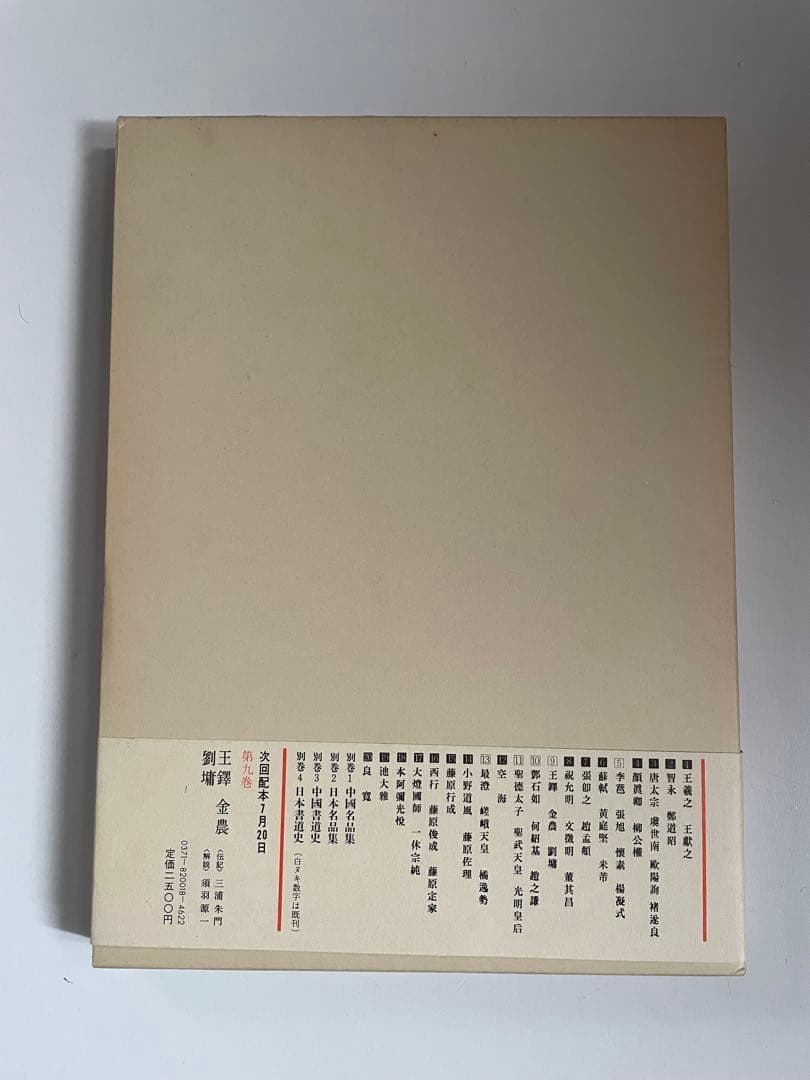 1 王羲之 王獻之
2 智永 鄭道昭
3 唐太宗 虞世南 歐陽詢 褚遂良
4 顏眞卿 柳公權
5 李邕 張旭 懷素 楊凝式
6 蘇軾 黃庭堅 米芾
7 張卽之 趙孟頫
8 祝允明 文徵明 董其昌
9 王鐸 金農 劉墉
10 鄧石如 何紹基 趙之謙
11 聖德太子 聖武天皇 光明皇后
12 空海
13 最澄 嵯峨天皇 橘逸勢
14 小野道風 藤原佐理
15 藤原行成
16 西行 藤原俊成 藤原定家
17 大燈國師 一休宗純
18 本阿彌光悅
19 池大雅
20 良寬
別巻1 中國名品集
別巻2 日本名品集
別巻3 中國書道史
別巻4 日本書道史 (白ヌキ数字は既刊)
次回配本7月20日
第九巻
王鐸 金農
劉墉
〈伝記〉三浦朱門
〈解説〉須羽源一
0371-820018-4622
定価二五〇〇円